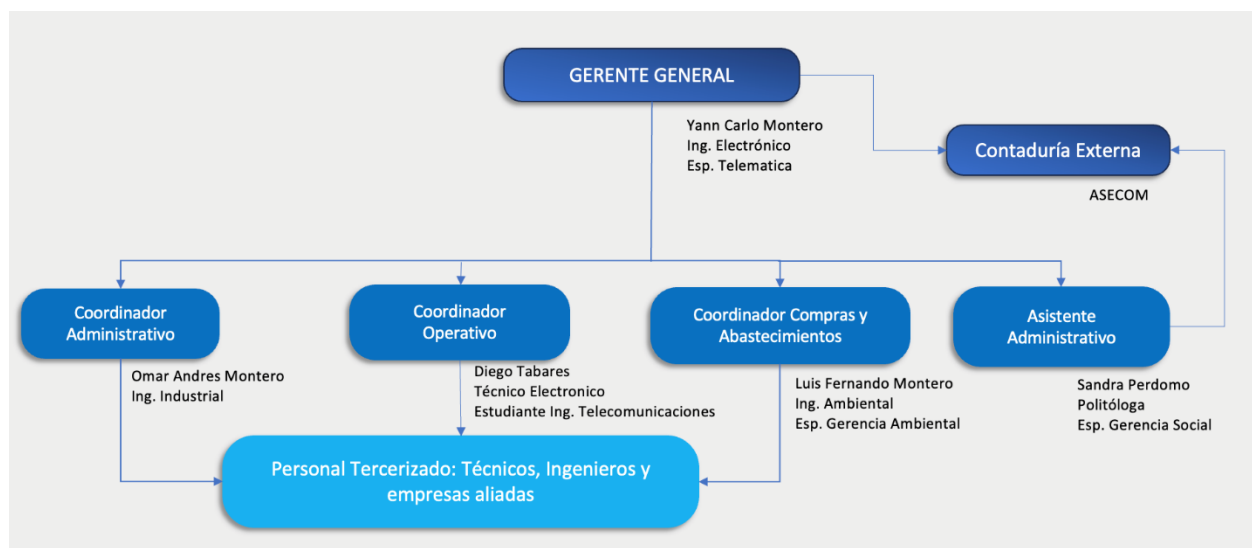 GERENTE GENERAL
Yann Carlo Montero
Ing. Electrónico
Esp. Telematica
Contaduría Externa
ASECOM
Coordinador
Administrativo
Omar Andres Montero
Ing. Industrial
Coordinador
Operativo
Diego Tabares
Técnico Electronico
Estudiante Ing. Telecomunicaciones
Coordinador Compras y
Abastecimientos
Luis Fernando Montero
Ing. Ambiental
Esp. Gerencia Ambiental
Asistente
Administrativo
Sandra Perdomo
Politóloga
Esp. Gerencia Social
Personal Tercerizado: Técnicos, Ingenieros y
empresas aliadas